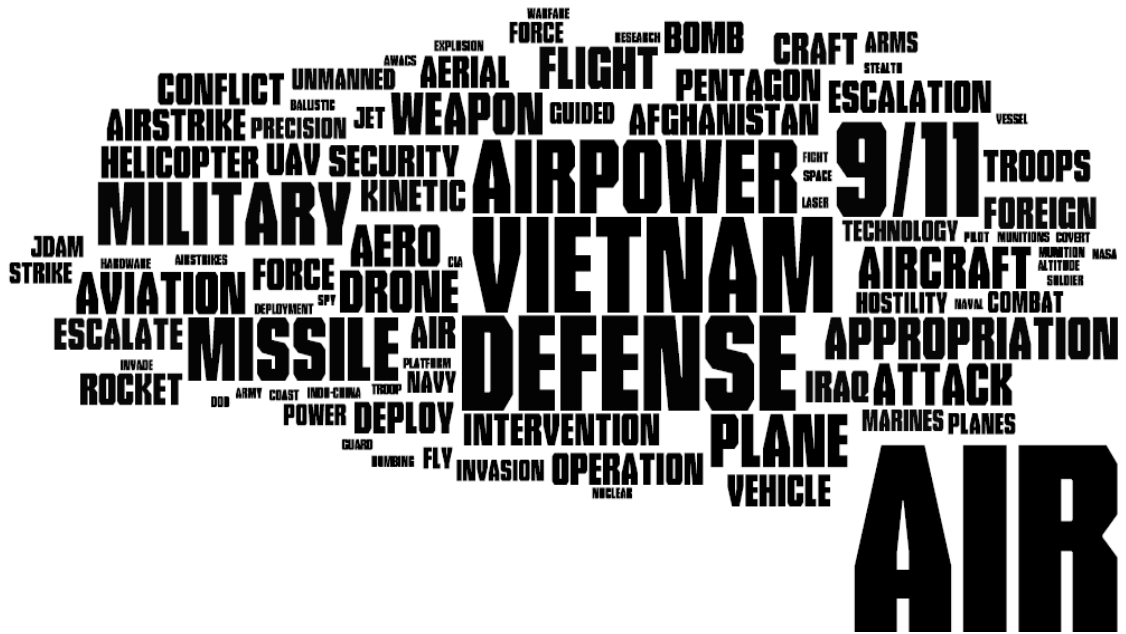 WARFARE
FORCE
RESEARCH
BOMB
CRAFT
ARMS
EXPLOSION
AWACS
AERIAL
FLIGHT
STEALTH
CONFLICT
UNMANNED
PENTAGON
ESCALATION
BALISTIC
JET
WEAPON
GUIDED
AFGHANISTAN
VESSEL
AIRSTRIKE
PRECISION
HELICOPTER
UAV
SECURITY
AIRPOWER
FIGHT
SPACE
LASER
9/11
TROOPS
MILITARY
KINETIC
FOREIGN
JDAM
STRIKE
HARDWARE
AIRSTRIKES
AERO
CIA
VIETNAM
TECHNOLOGY
PILOT
MUNITIONS
COVERT
AIRCRAFT
MUNITION
NASA
ALTITUDE
SOLDIER
AVIATION
FORCE
SPY
DEPLOYMENT
DRONE
HOSTILITY
NAVAL
COMBAT
ESCALATE
MISSILE
AIR
DEFENSE
APPROPRIATION
INVADE
ROCKET
PLATFORM
NAVY
IRAQ
ATTACK
DOD
ARMY
COAST
INDO-CHINA
TROOP
POWER
DEPLOY
INTERVENTION
PLANE
MARINES
PLANES
GUARD
BOMBING
FLY
INVASION
OPERATION
NUCLEAR
VEHICLE
AIR